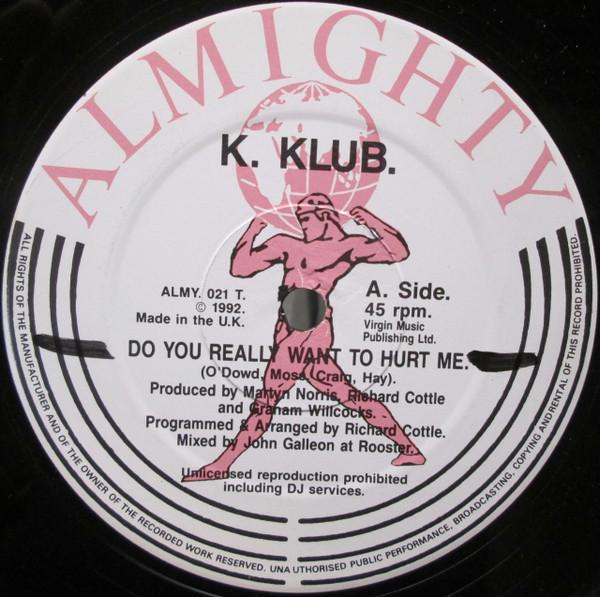 ALMIGHTY
K. KLUB.
ALMY. 021 T.
© 1992.
Made in the U.K.
A. Side.
45 rpm.
Virgin Music
Publishing Ltd.
DO YOU REALLY WANT TO HURT ME.
(O'Dowd, Moss, Craig, Hay).
Produced by Martyn Norris, Richard Cottle
and Graham Willcocks.
Programmed & Arranged by Richard Cottle.
Mixed by John Galleon at Rooster.
Unlicensed reproduction prohibited
including DJ services.
ALL RIGHTS OF THE MANUFACTURER AND OF THE OWNER OF THE RECORDED WORK RESERVED. UNAUTHORISED PUBLIC PERFORMANCE, BROADCASTING, COPYING AND RENTAL OF THIS RECORD PROHIBITED.